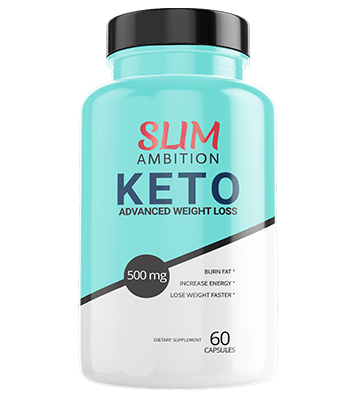 SLIM
AMBITION
KETO
ADVANCED WEIGHT LOSS
500 mg
BURN FAT *
INCREASE ENERGY *
LOSE WEIGHT FASTER *
DIETARY SUPPLEMENT
60
CAPSULES